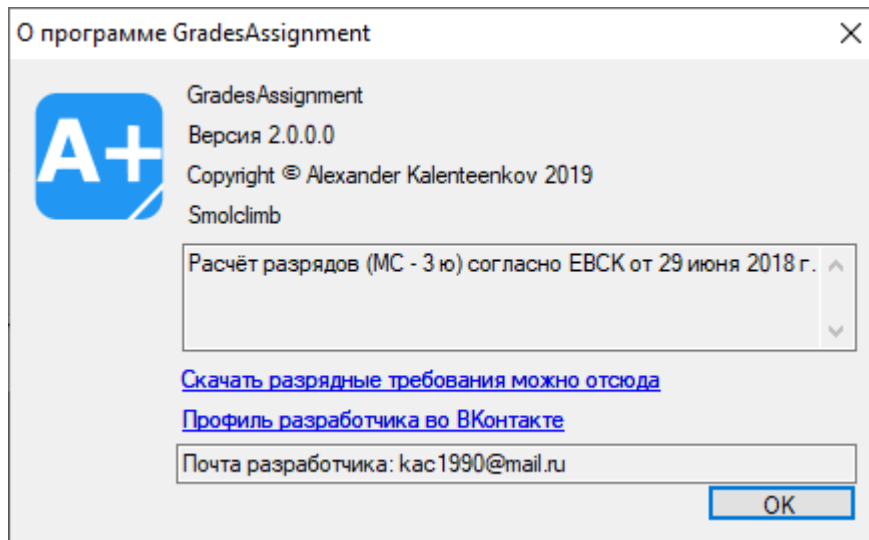 О программе GradesAssignment
GradesAssignment
A+
Версия 2.0.0.0
Copyright © Alexander Kalenteenkov 2019
Smolclimb
Расчёт разрядов (МС - 3 ю) согласно ЕВСК от 29 июня 2018 г.
Скачать разрядные требования можно отсюда
Профиль разработчика во ВКонтакте
Почта разработчика: kac1990@mail.ru
OK